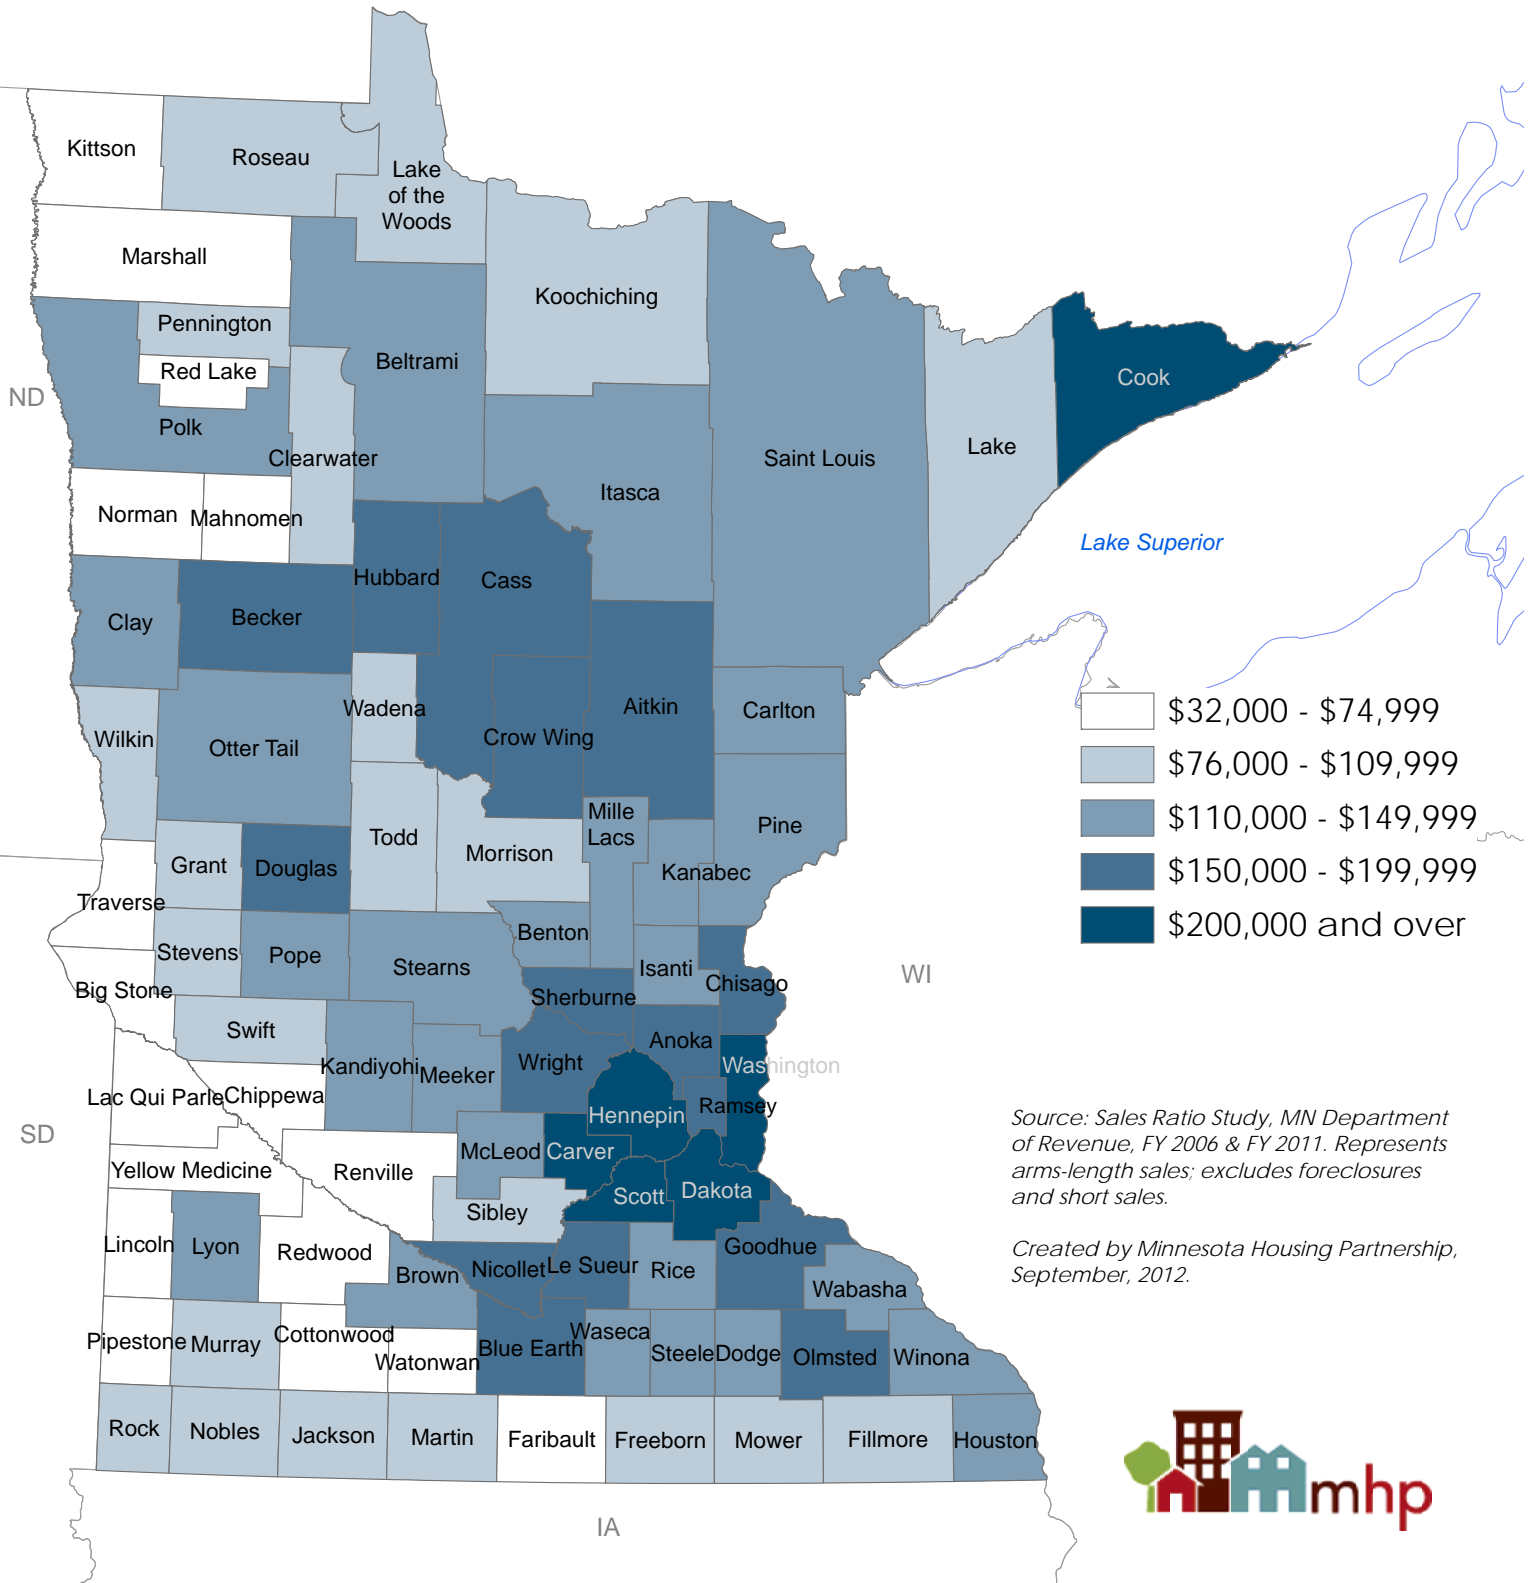 Kittson
Roseau
Lake
of the
Woods
Marshall
Koochiching
Pennington
Beltrami
Red Lake
Cook
ND
Polk
Clearwater
Saint Louis
Lake
Itasca
Norman
Mahnomen
Lake Superior
Hubbard
Cass
Clay
Becker
Wadena
Aitkin
Carlton
$32,000 - $74,999
Wilkin
Otter Tail
Crow Wing
$76,000 - $109,999
Mille
Lacs
Pine
$110,000 - $149,999
Todd
Morrison
Grant
Douglas
Kanabec
$150,000 - $199,999
Traverse
Benton
$200,000 and over
Stevens
Pope
Stearns
Isanti
WI
Big Stone
Sherburne
Chisago
Swift
Anoka
Kandiyohi
Meeker
Wright
Washington
Lac Qui Parle
Chippewa
Hennepin
Ramsey
SD
Source: Sales Ratio Study, MN Department
of Revenue, FY 2006 & FY 2011. Represents
arms-length sales; excludes foreclosures
and short sales.
Yellow Medicine
Renville
McLeod
Carver
Scott
Dakota
Sibley
Lincoln
Lyon
Redwood
Brown
Nicollet
Le Sueur
Rice
Goodhue
Created by Minnesota Housing Partnership,
September, 2012.
Wabasha
Pipestone
Murray
Cottonwood
Watonwan
Blue Earth
Waseca
Steele
Dodge
Olmsted
Winona
Rock
Nobles
Jackson
Martin
Faribault
Freeborn
Mower
Fillmore
Houston
mhp
IA